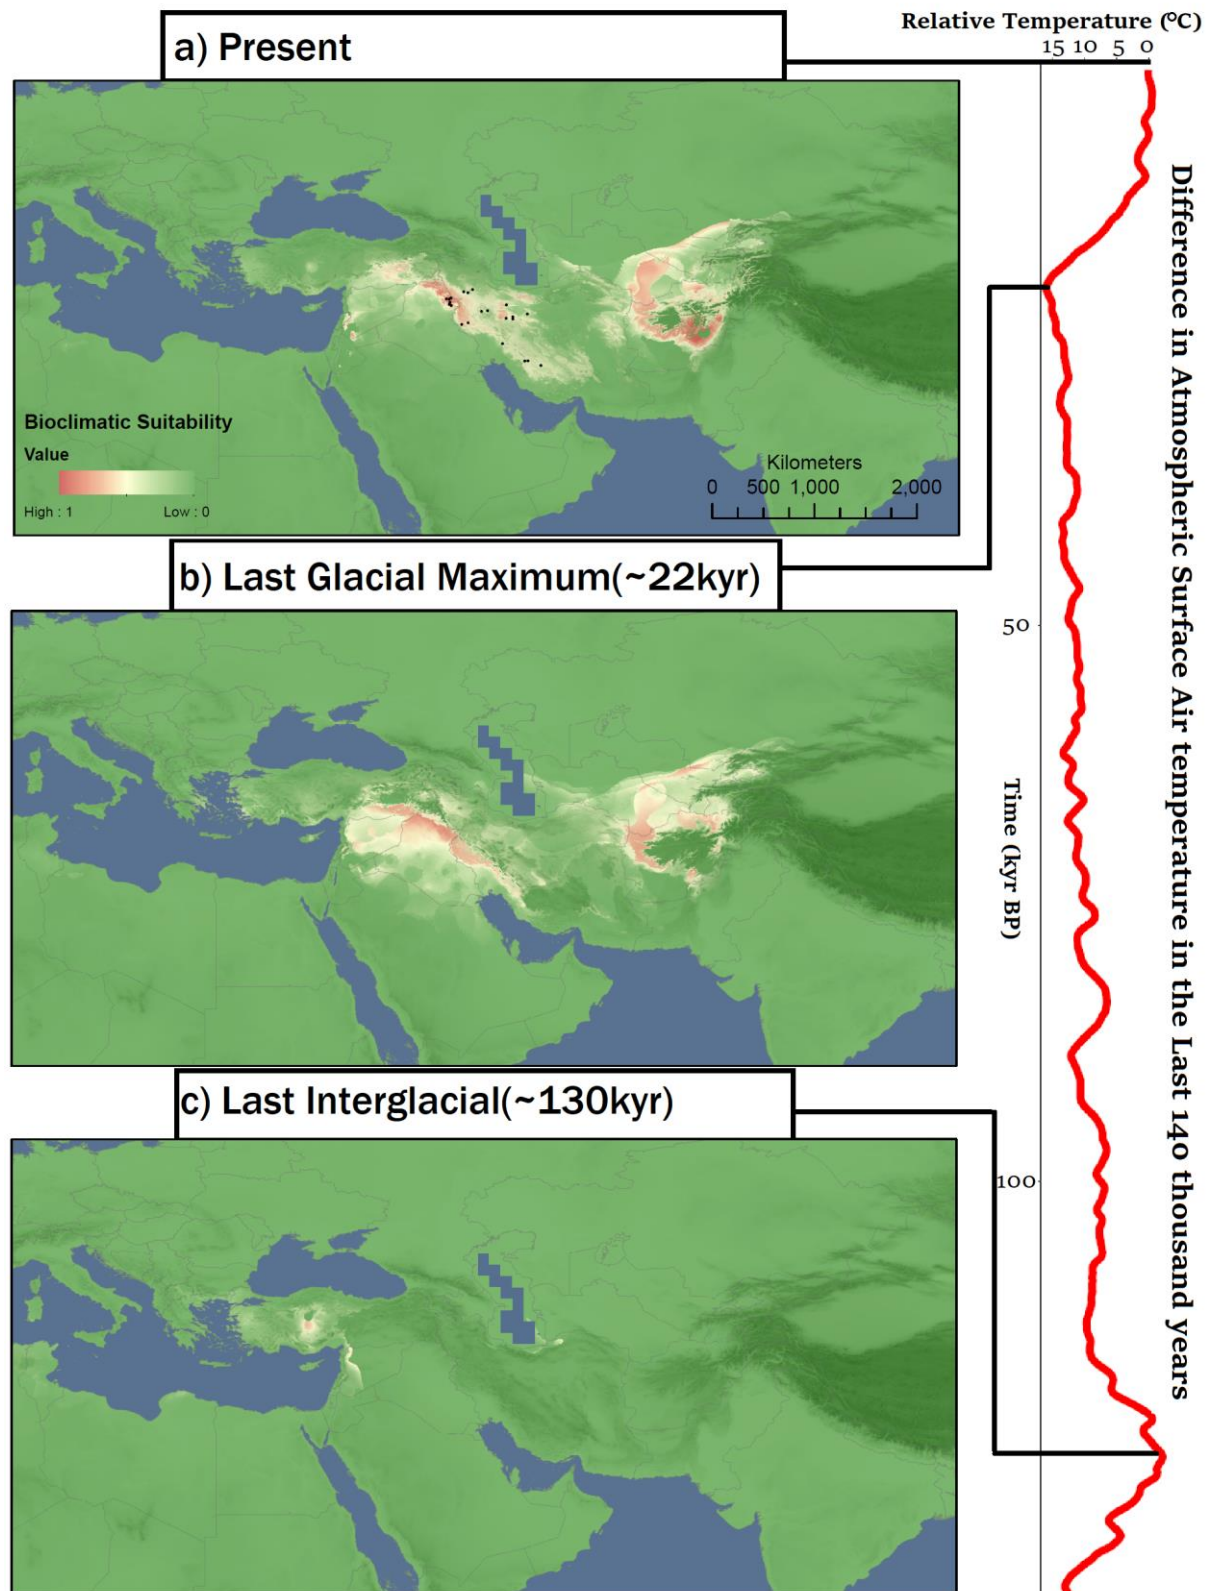 Relative Temperature (°C)
15 10 5 0
a) Present
Bioclimatic Suitability
Value
High : 1 Low : 0
Kilometers
0 500 1,000 2,000
b) Last Glacial Maximum(~22kyr)
c) Last Interglacial(~130kyr)
50
100
Time (kyr BP)
Difference in Atmospheric Surface Air temperature in the Last 140 thousand years